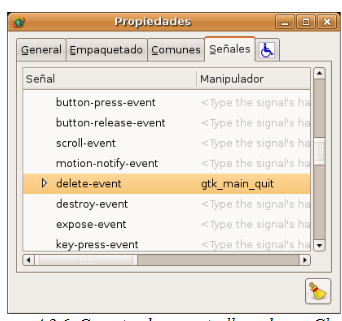 Propiedades
General Empaquetado Comunes Señales
Señal Manipulador
button-press-event <Type the signal's ha
button-release-event <Type the signal's ha
scroll-event <Type the signal's ha
motion-notify-event <Type the signal's ha
delete-event gtk_main_quit
destroy-event <Type the signal's ha
expose-event <Type the signal's ha
key-press-event <Type the signal's ha